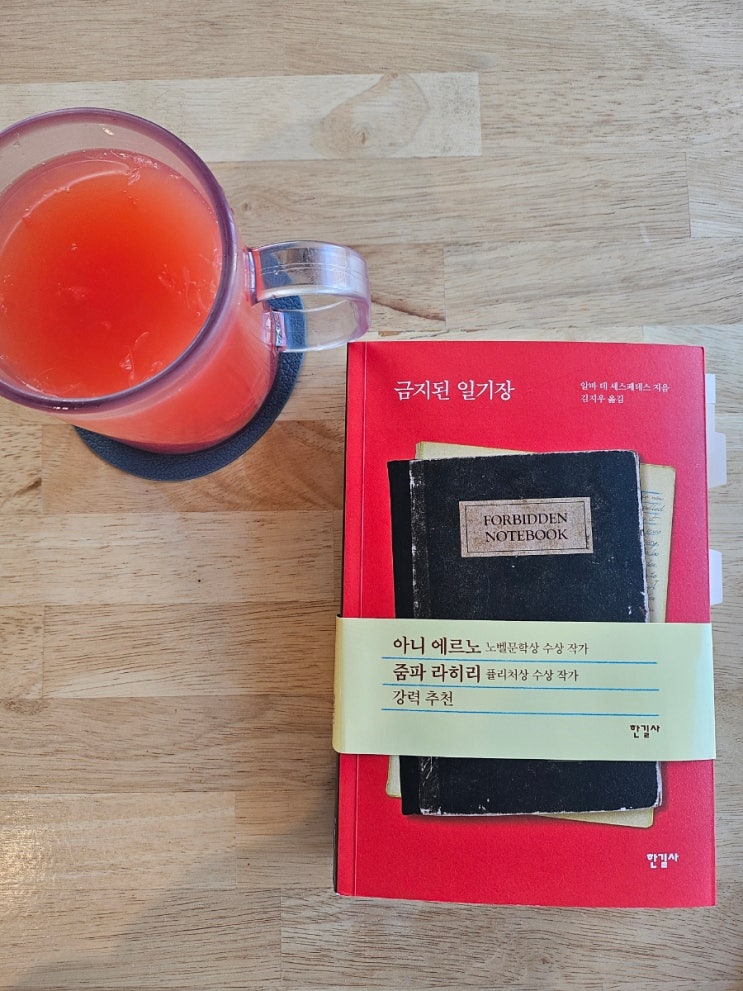 금지된 일기장
알바 데 세스페데스 지음
김지우 옮김
FORBIDDEN
NOTEBOOK
아니 에르노 노벨문학상 수상 작가
줌파 라히리 퓰리처상 수상 작가
강력 추천
한길사
한길사